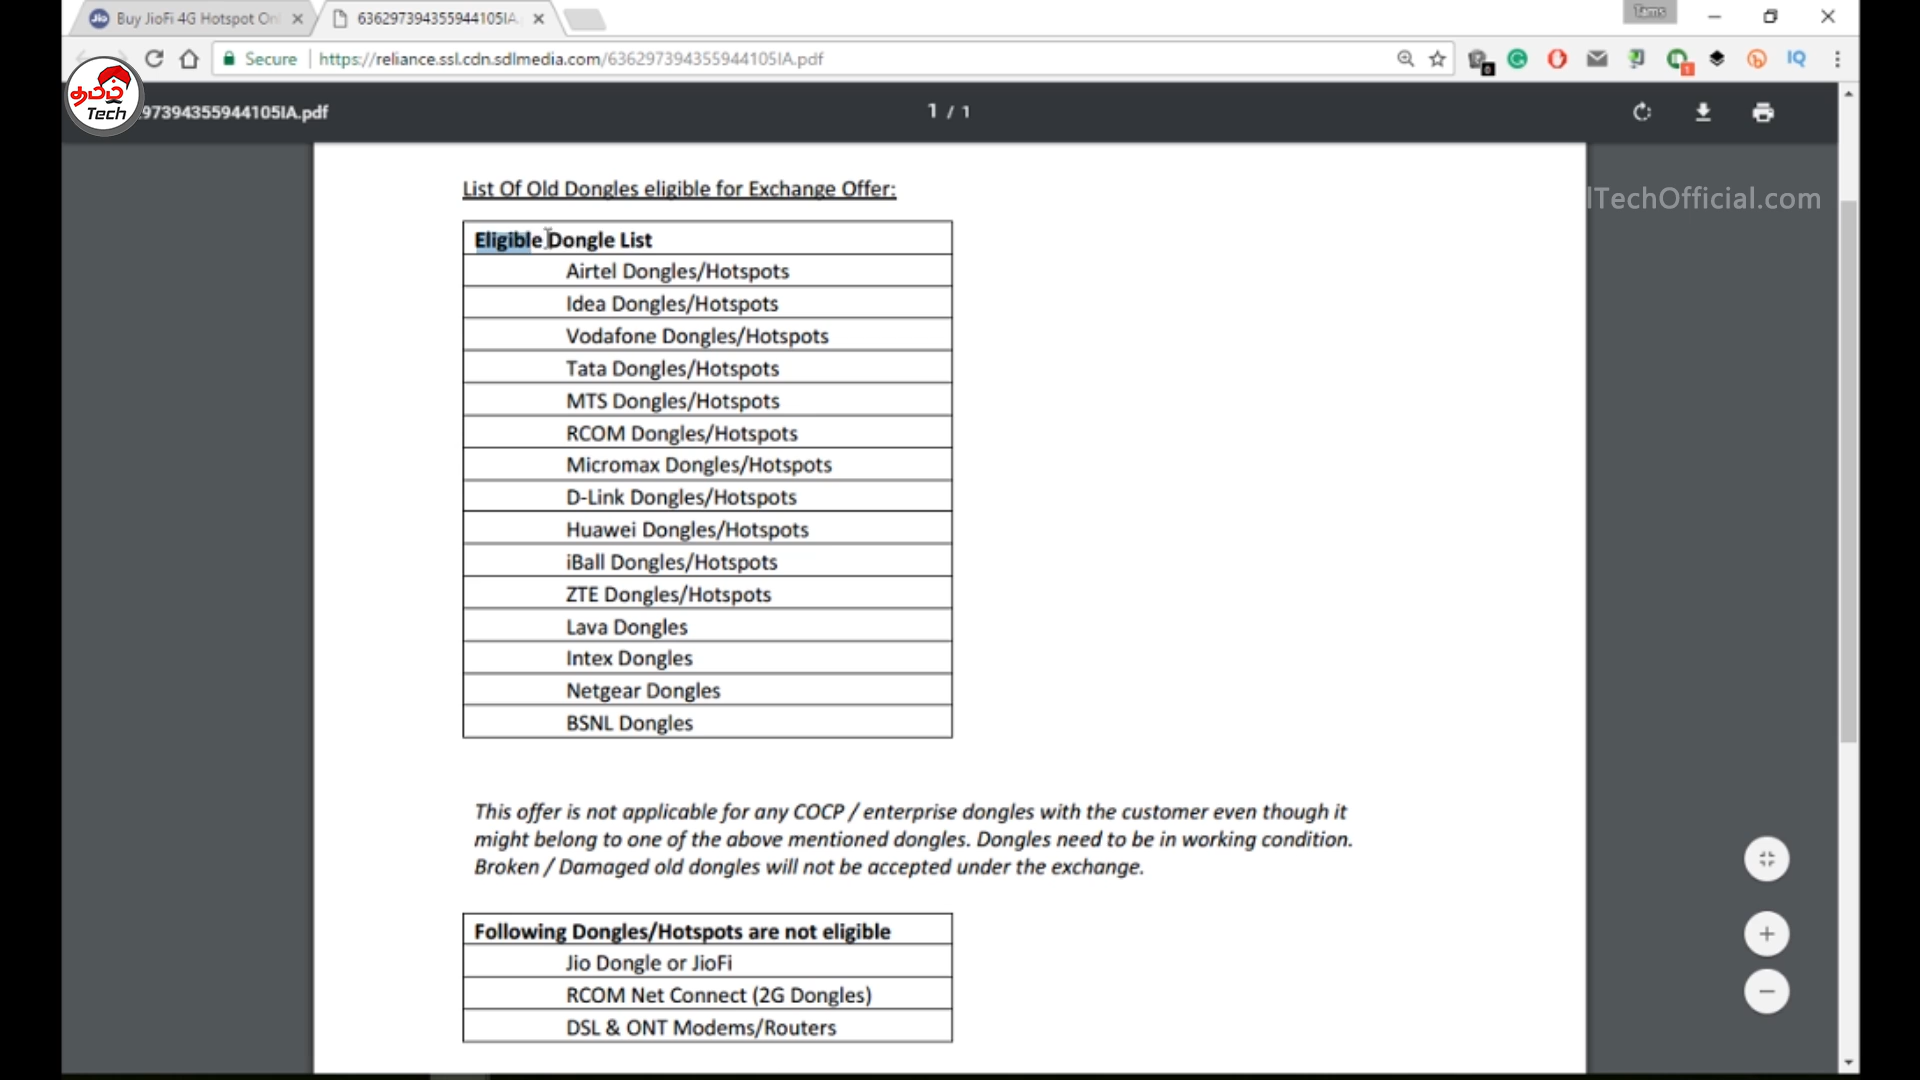 Buy JioFi 4G Hotspot Onl
636297394355944105IA.
Tams
Secure
https://reliance.ssl.cdn.sdlmedia.com/636297394355944105IA.pdf
தமிழ்
Tech
97394355944105IA.pdf
1 / 1
lTechOfficial.com
List Of Old Dongles eligible for Exchange Offer:
Eligible Dongle List
Airtel Dongles/Hotspots
Idea Dongles/Hotspots
Vodafone Dongles/Hotspots
Tata Dongles/Hotspots
MTS Dongles/Hotspots
RCOM Dongles/Hotspots
Micromax Dongles/Hotspots
D-Link Dongles/Hotspots
Huawei Dongles/Hotspots
iBall Dongles/Hotspots
ZTE Dongles/Hotspots
Lava Dongles
Intex Dongles
Netgear Dongles
BSNL Dongles
This offer is not applicable for any COCP / enterprise dongles with the customer even though it
might belong to one of the above mentioned dongles. Dongles need to be in working condition.
Broken / Damaged old dongles will not be accepted under the exchange.
Following Dongles/Hotspots are not eligible
Jio Dongle or JioFi
RCOM Net Connect (2G Dongles)
DSL & ONT Modems/Routers